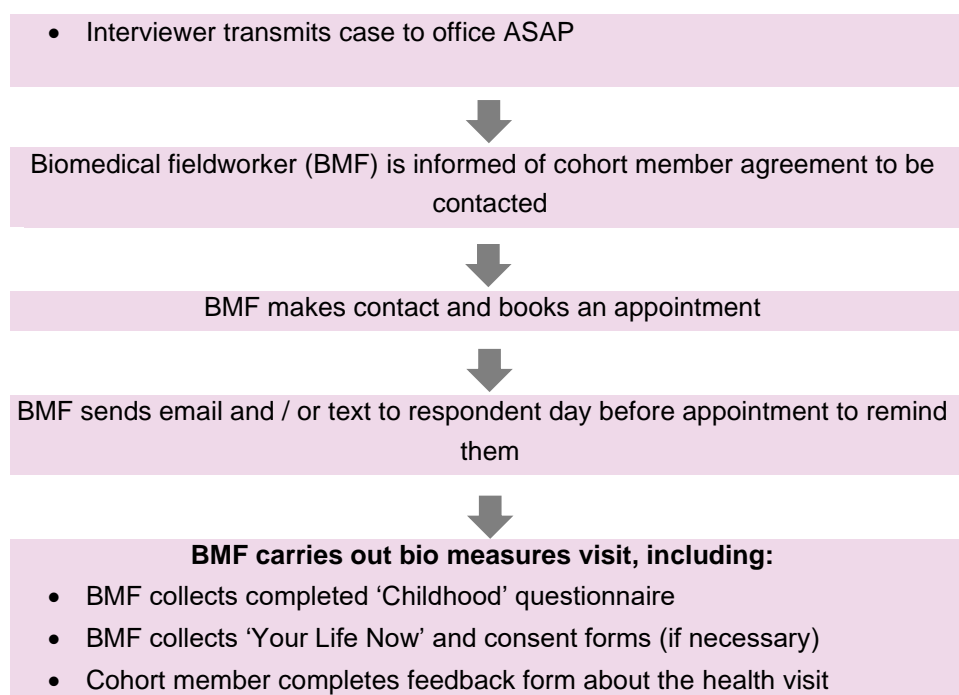 • Interviewer transmits case to office ASAP
Biomedical fieldworker (BMF) is informed of cohort member agreement to be
contacted
BMF makes contact and books an appointment
BMF sends email and / or text to respondent day before appointment to remind
them
BMF carries out bio measures visit, including:
• BMF collects completed ‘Childhood’ questionnaire
• BMF collects ‘Your Life Now’ and consent forms (if necessary)
• Cohort member completes feedback form about the health visit